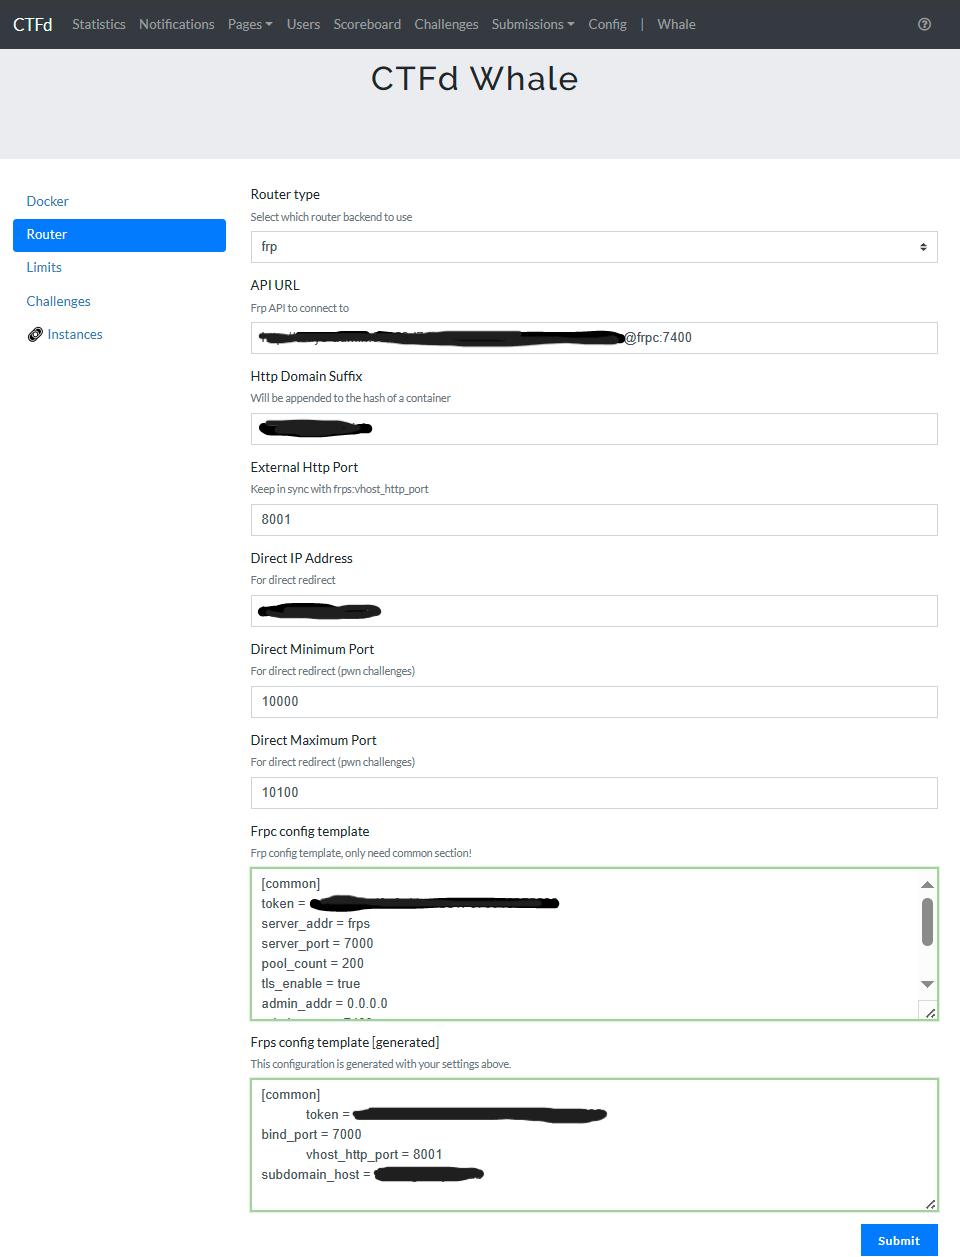 CTFd Statistics Notifications Pages Users Scoreboard Challenges Submissions Config | Whale
CTFd Whale
Docker
Router
Limits
Challenges
Instances
Router type
Select which router backend to use
frp
API URL
Frp API to connect to
@frpc:7400
Http Domain Suffix
Will be appended to the hash of a container
External Http Port
Keep in sync with frps:vhost_http_port
8001
Direct IP Address
For direct redirect
Direct Minimum Port
For direct redirect (pwn challenges)
10000
Direct Maximum Port
For direct redirect (pwn challenges)
10100
Frpc config template
Frp config template, only need common section!
[common]
token =
server_addr = frps
server_port = 7000
pool_count = 200
tls_enable = true
admin_addr = 0.0.0.0
Frps config template [generated]
This configuration is generated with your settings above.
[common]
token =
bind_port = 7000
vhost_http_port = 8001
subdomain_host =
Submit